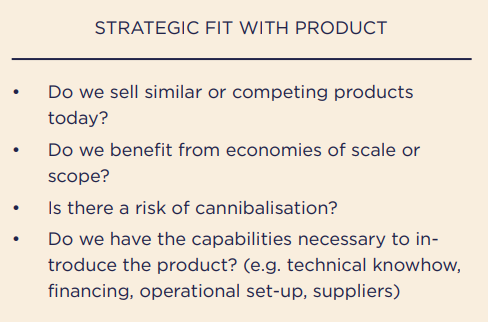 STRATEGIC FIT WITH PRODUCT
• Do we sell similar or competing products
today?
• Do we benefit from economies of scale or
scope?
• Is there a risk of cannibalisation?
• Do we have the capabilities necessary to in-
troduce the product? (e.g. technical knowhow,
financing, operational set-up, suppliers)